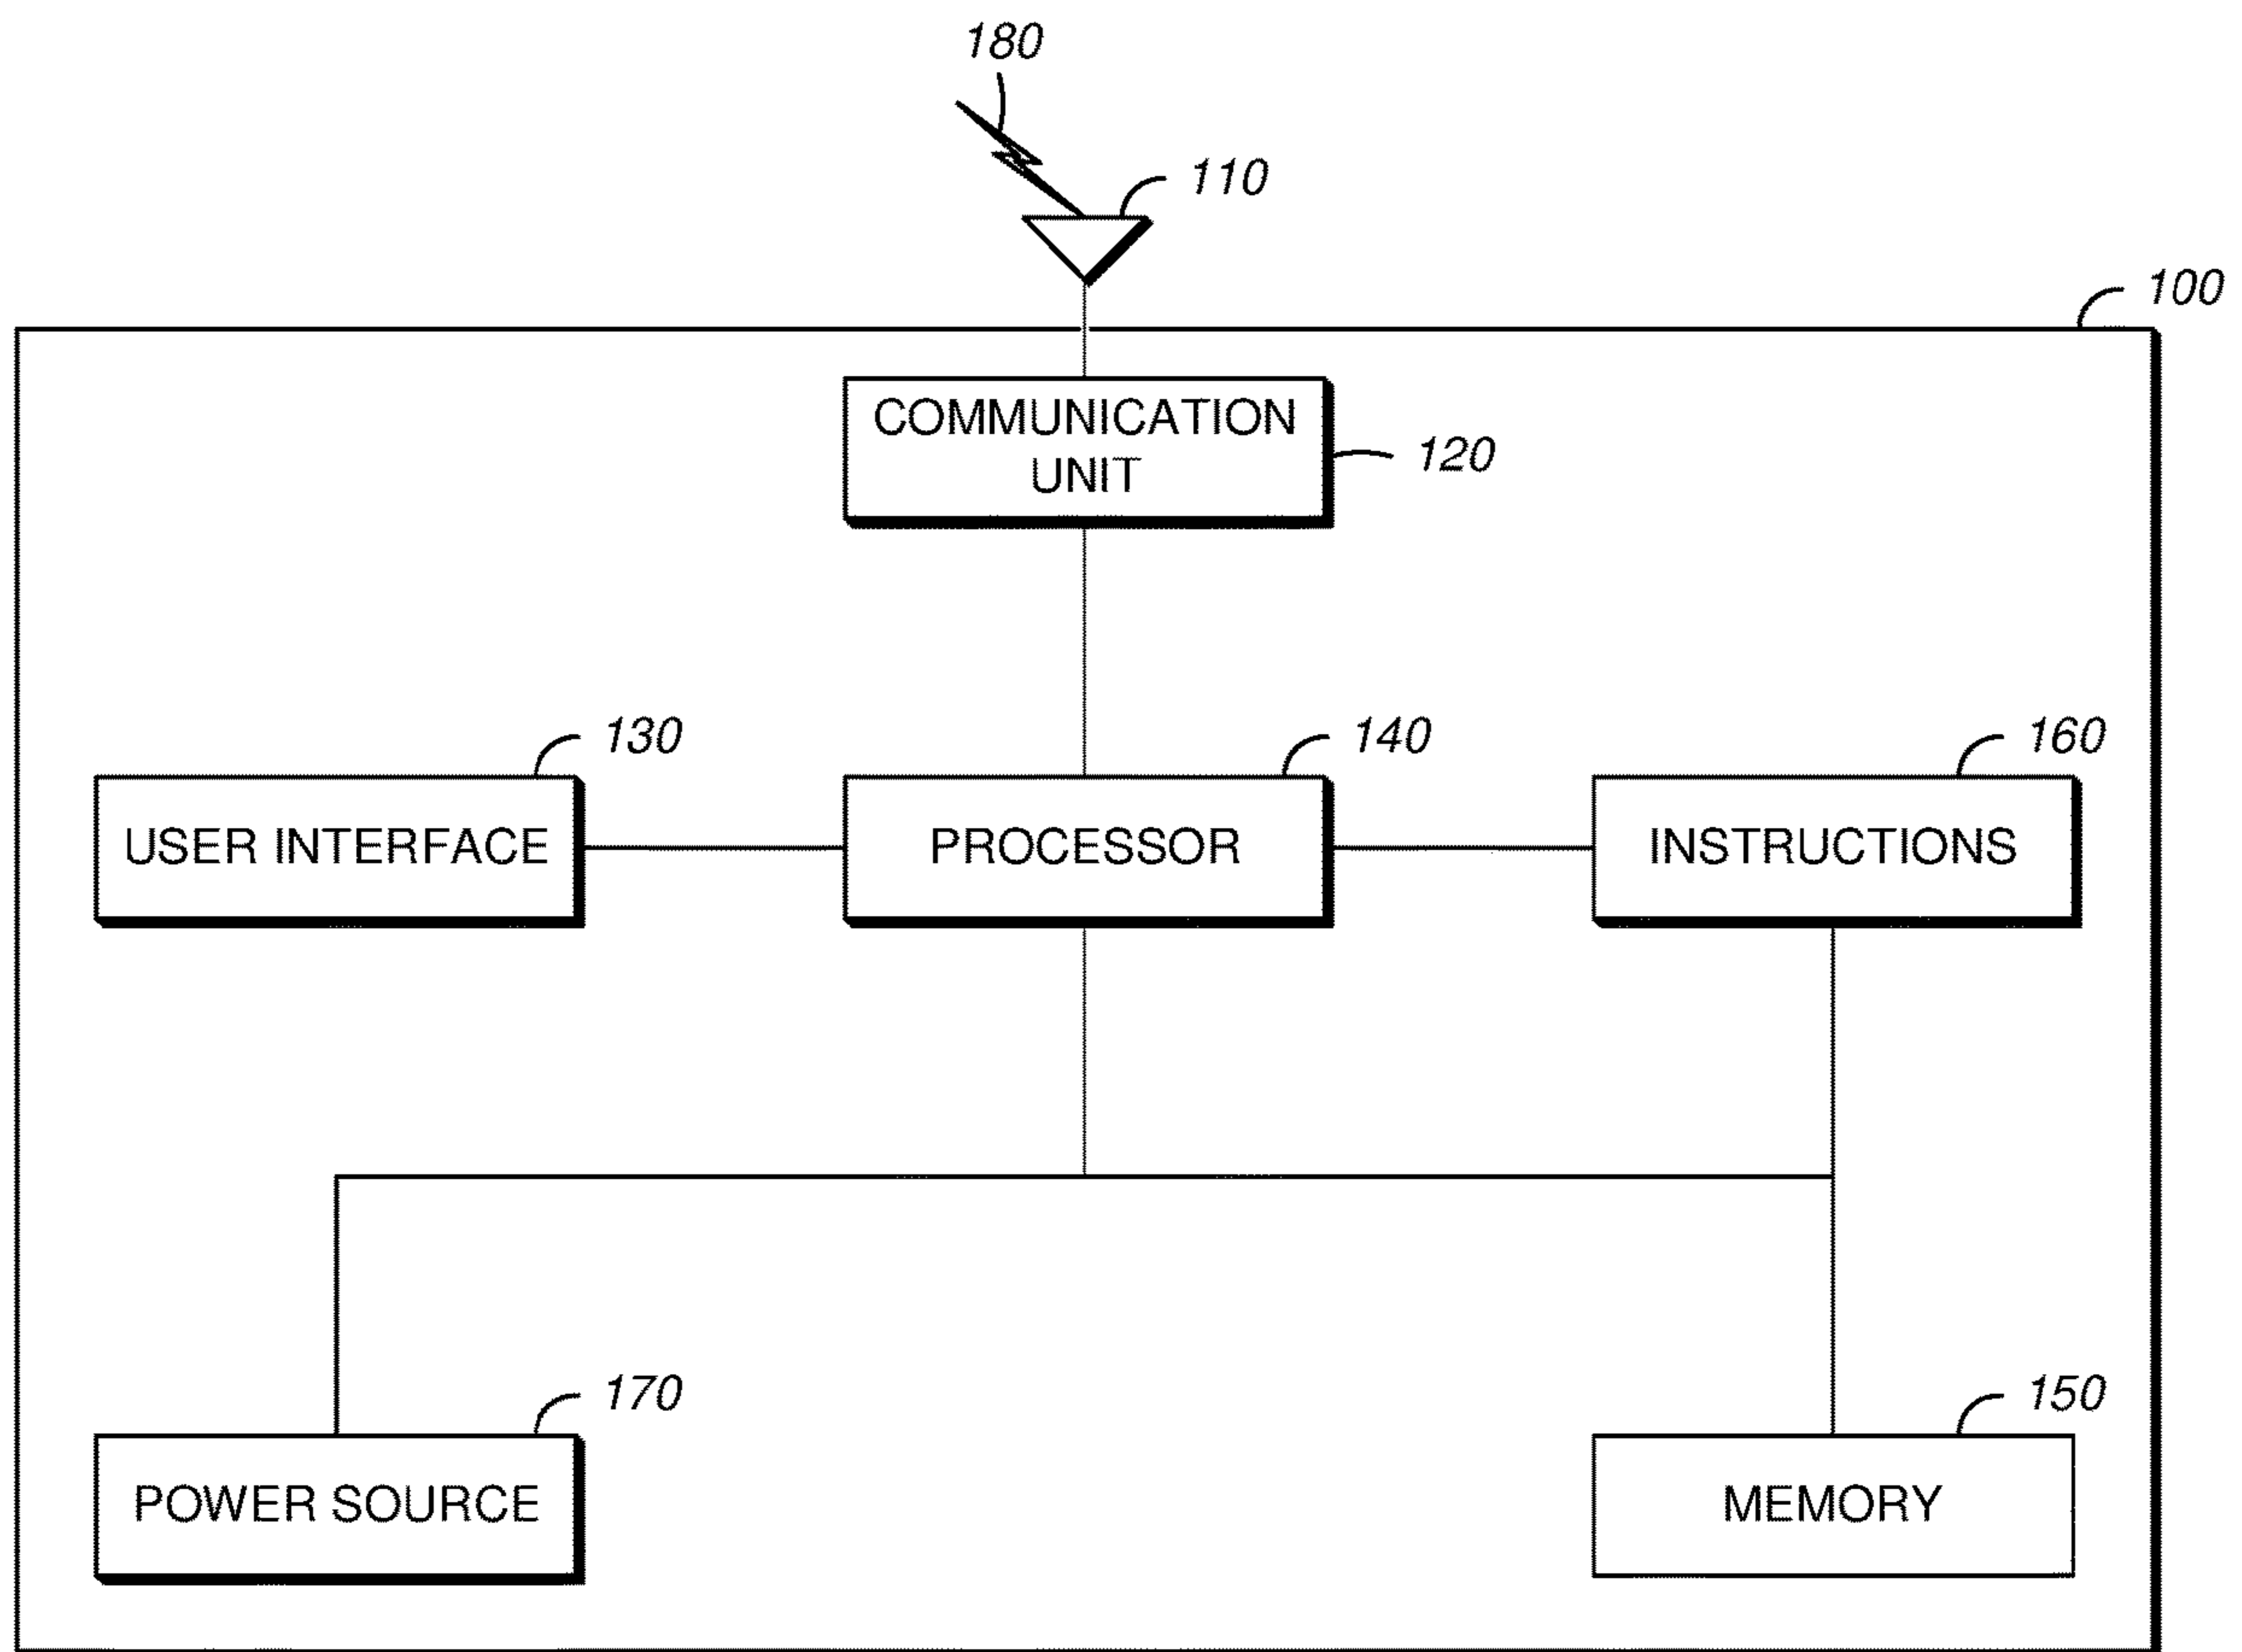 180
110
100
COMMUNICATION
UNIT
120
130
140
160
USER INTERFACE
PROCESSOR
INSTRUCTIONS
170
150
POWER SOURCE
MEMORY